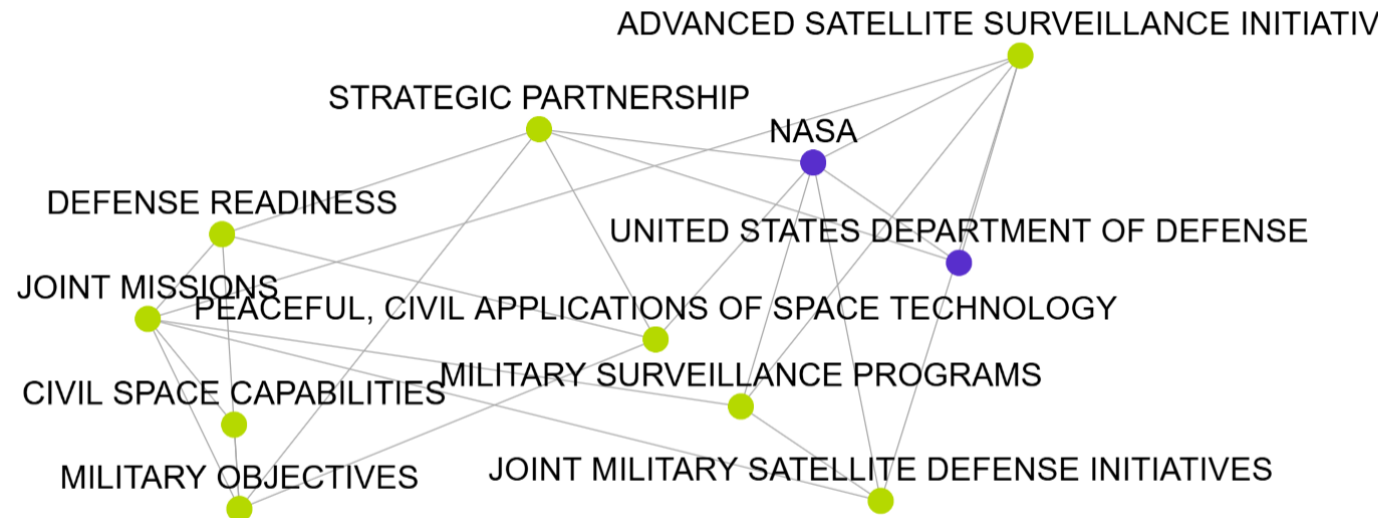 ADVANCED SATELLITE SURVEILLANCE INITIATIV
STRATEGIC PARTNERSHIP
NASA
DEFENSE READINESS
UNITED STATES DEPARTMENT OF DEFENSE
JOINT MISSIONS
PEACEFUL, CIVIL APPLICATIONS OF SPACE TECHNOLOGY
MILITARY SURVEILLANCE PROGRAMS
CIVIL SPACE CAPABILITIES
JOINT MILITARY SATELLITE DEFENSE INITIATIVES
MILITARY OBJECTIVES